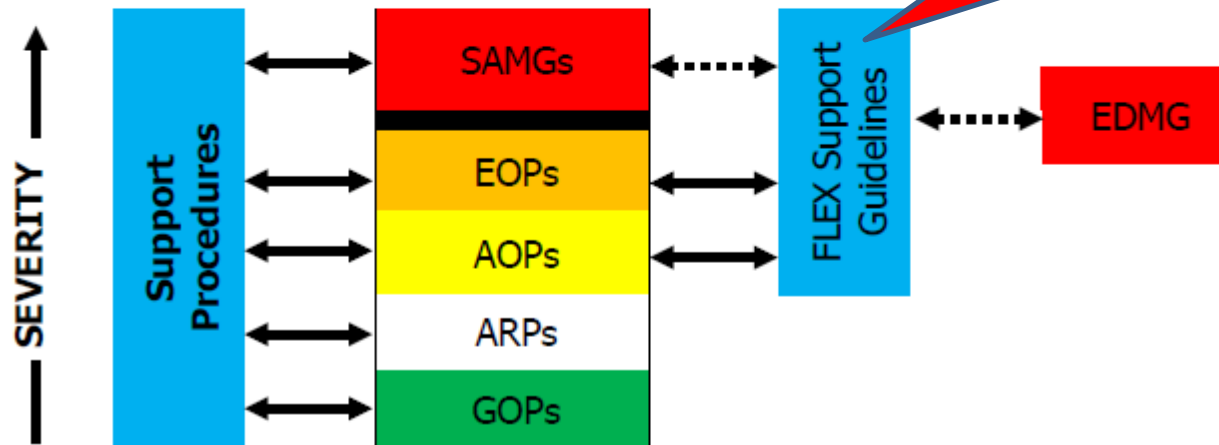 SEVERITY
Support
Procedures
SAMGs
EOPs
AOPs
ARPs
GOPs
FLEX Support
Guidelines
EDMG